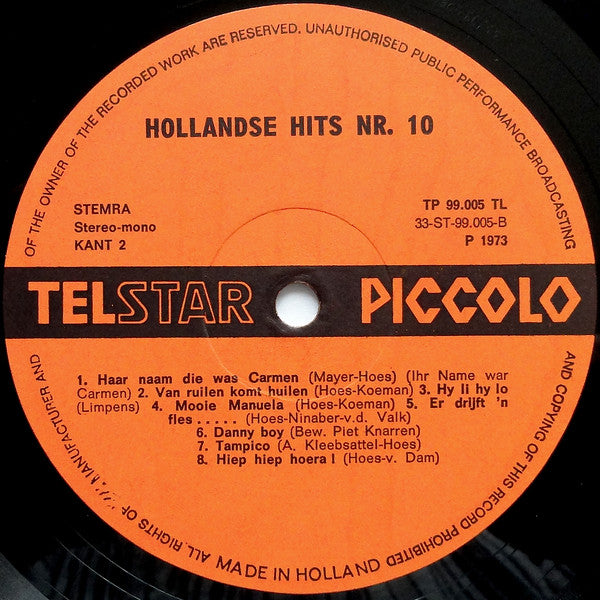 OF THE OWNER OF THE RECORDED WORK ARE RESERVED. UNAUTHORISED PUBLIC PERFORMANCE BROADCASTING
HOLLANDSE HITS NR. 10
STEMRA
Stereo-mono
KANT 2
TP 99.005 TL
33-ST-99.005-B
P 1973
TELSTAR PICCOLO
1. Haar naam die was Carmen (Mayer-Hoes) (Ihr Name war
Carmen) 2. Van ruilen komt huilen (Hoes-Koeman) 3. Hy li hy lo
(Limpens) 4. Mooie Manuela (Hoes-Koeman) 5. Er drijft 'n
fles ..... (Hoes-Ninaber-v.d. Valk)
6. Danny boy (Bew. Piet Knarren)
7. Tampico (A. Kleebsattel-Hoes)
8. Hiep hiep hoera! (Hoes-v. Dam)
AND COPYING OF THIS RECORD PROHIBITED
MADE IN HOLLAND
ALL RIGHTS OF MANUFACTURER AND